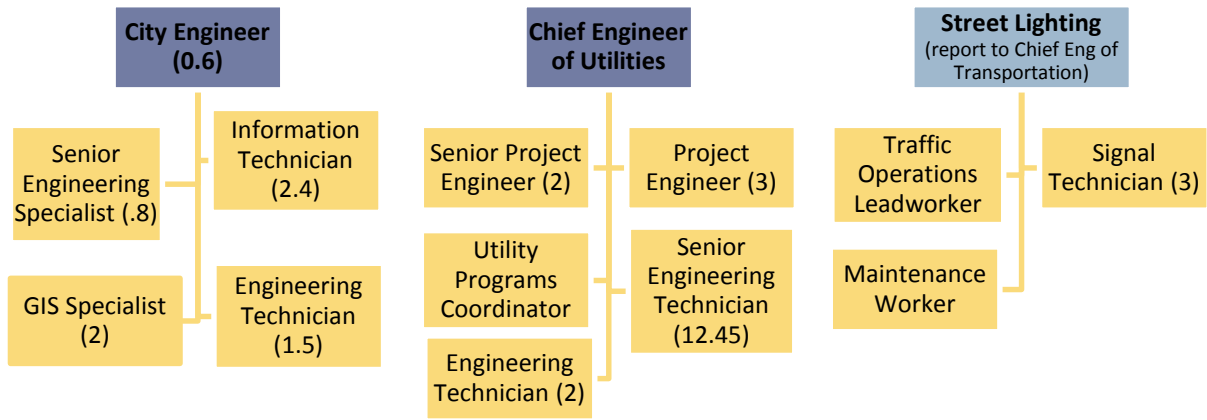 City Engineer
(0.6)
Senior
Engineering
Specialist (.8)
Information
Technician
(2.4)
GIS Specialist
(2)
Engineering
Technician
(1.5)
Chief Engineer
of Utilities
Senior Project
Engineer (2)
Project
Engineer (3)
Utility
Programs
Coordinator
Senior
Engineering
Technician
(12.45)
Engineering
Technician (2)
Street Lighting
(report to Chief Eng of
Transportation)
Traffic
Operations
Leadworker
Signal
Technician (3)
Maintenance
Worker